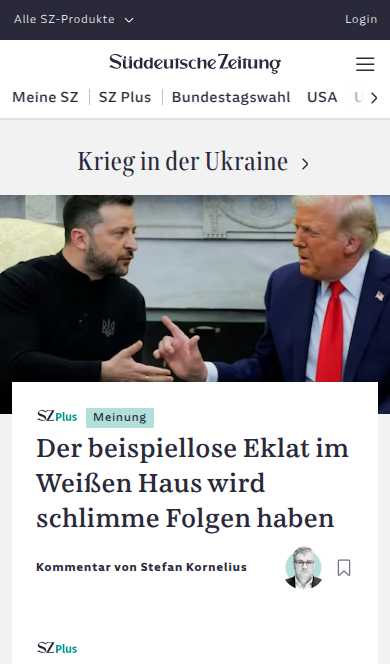 Alle SZ-Produkte
Login
Süddeutsche Zeitung
Meine SZ SZ Plus Bundestagswahl USA
Krieg in der Ukraine
SZ Plus Meinung
Der beispiellose Eklat im
Weißen Haus wird
schlimme Folgen haben
Kommentar von Stefan Kornelius
SZ Plus